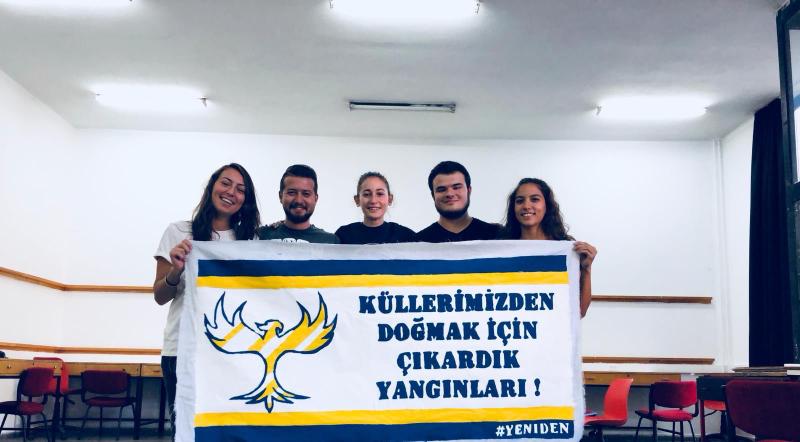 KÜLLERİMİZDEN
DOĞMAK İÇİN
ÇIKARDIK
YANGINLARI !
#YENIDEN